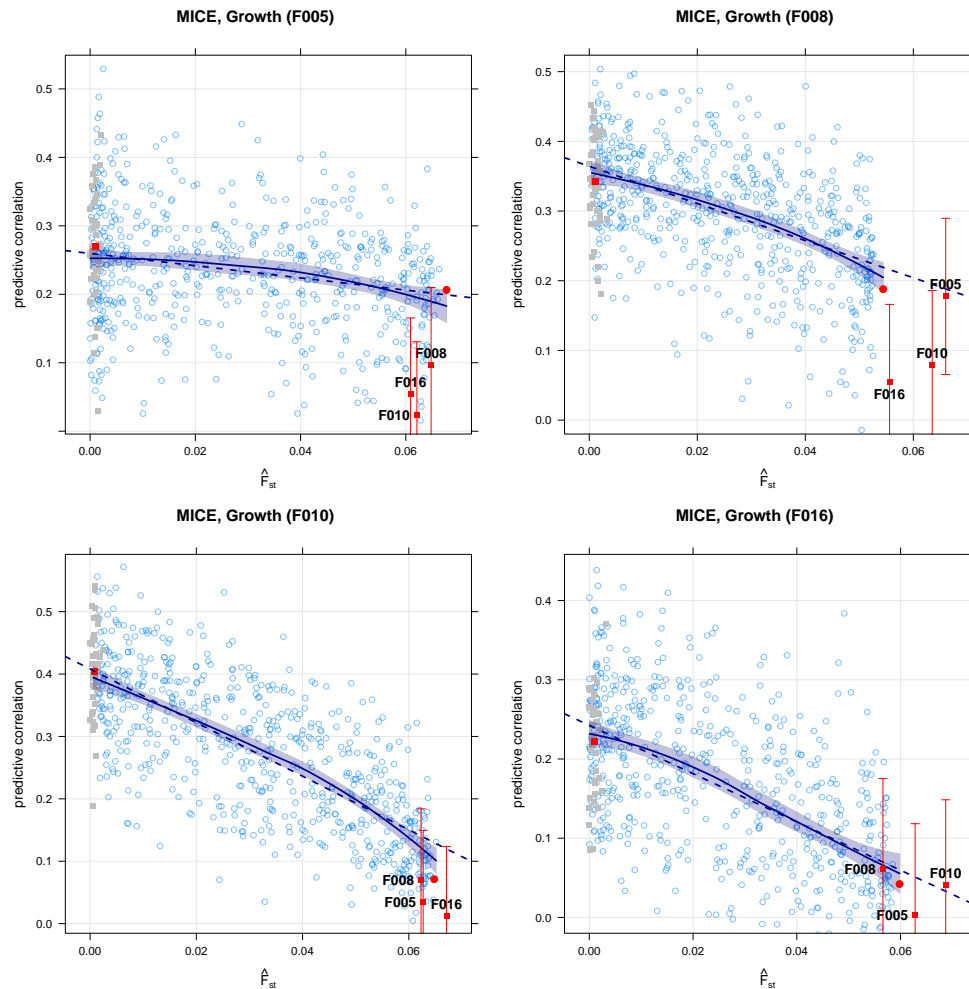 MICE, Growth (F005)
predictive correlation
0.5
0.4
0.3
0.2
0.1
F008
F016
F010
0.00 0.02 0.04 0.06
F̂st
MICE, Growth (F008)
predictive correlation
0.5
0.4
0.3
0.2
0.1
0.0
F005
F010
F016
0.00 0.02 0.04 0.06
F̂st
MICE, Growth (F010)
predictive correlation
0.5
0.4
0.3
0.2
0.1
0.0
F008
F005 F016
0.00 0.02 0.04 0.06
F̂st
MICE, Growth (F016)
predictive correlation
0.4
0.3
0.2
0.1
0.0
F008
F010
F005
0.00 0.02 0.04 0.06
F̂st